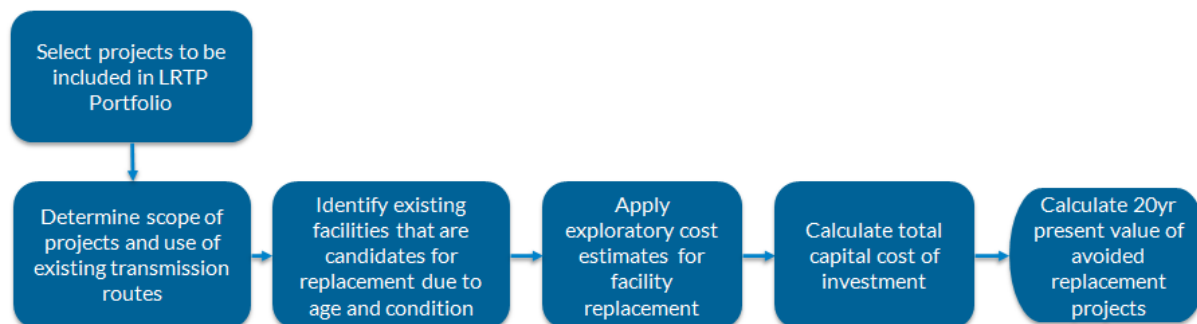 Select projects to be
included in LRTP
Portfolio
Determine scope of
projects and use of
existing transmission
routes
Identify existing
facilities that are
candidates for
replacement due to
age and condition
Apply
exploratory cost
estimates for
facility
replacement
Calculate total
capital cost of
investment
Calculate 20yr
present value of
avoided
replacement
projects